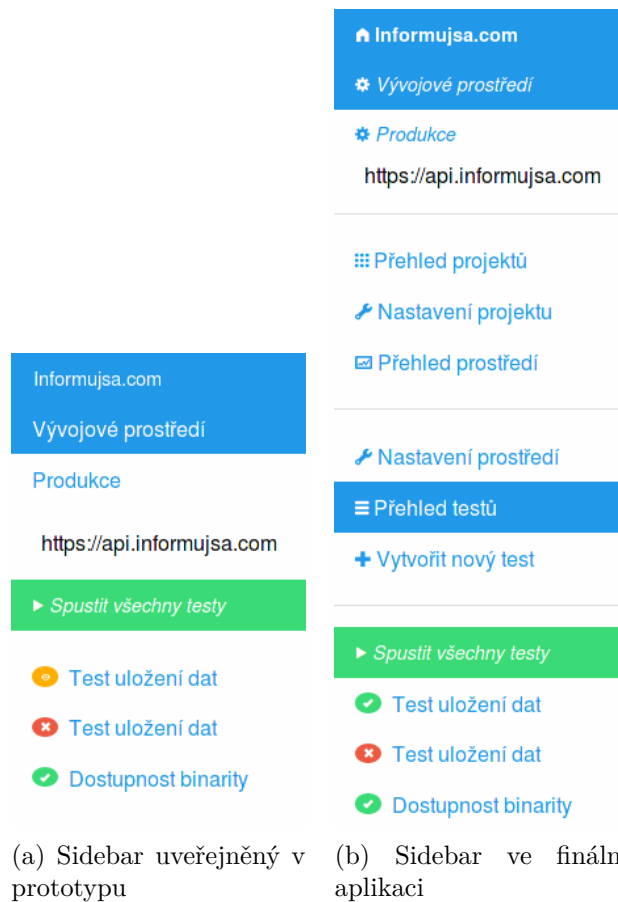 Informujsa.com
Vývojové prostředí
Produkce
https://api.informujsa.com
Spustit všechny testy
Test uložení dat
Test uložení dat
Dostupnost binarity
(a) Sidebar uveřejněný v
prototypu
Informujsa.com
Vývojové prostředí
Produkce
https://api.informujsa.com
Přehled projektů
Nastavení projektu
Přehled prostředí
Nastavení prostředí
Přehled testů
Vytvořit nový test
Spustit všechny testy
Test uložení dat
Test uložení dat
Dostupnost binarity
(b) Sidebar ve fináln
aplikaci